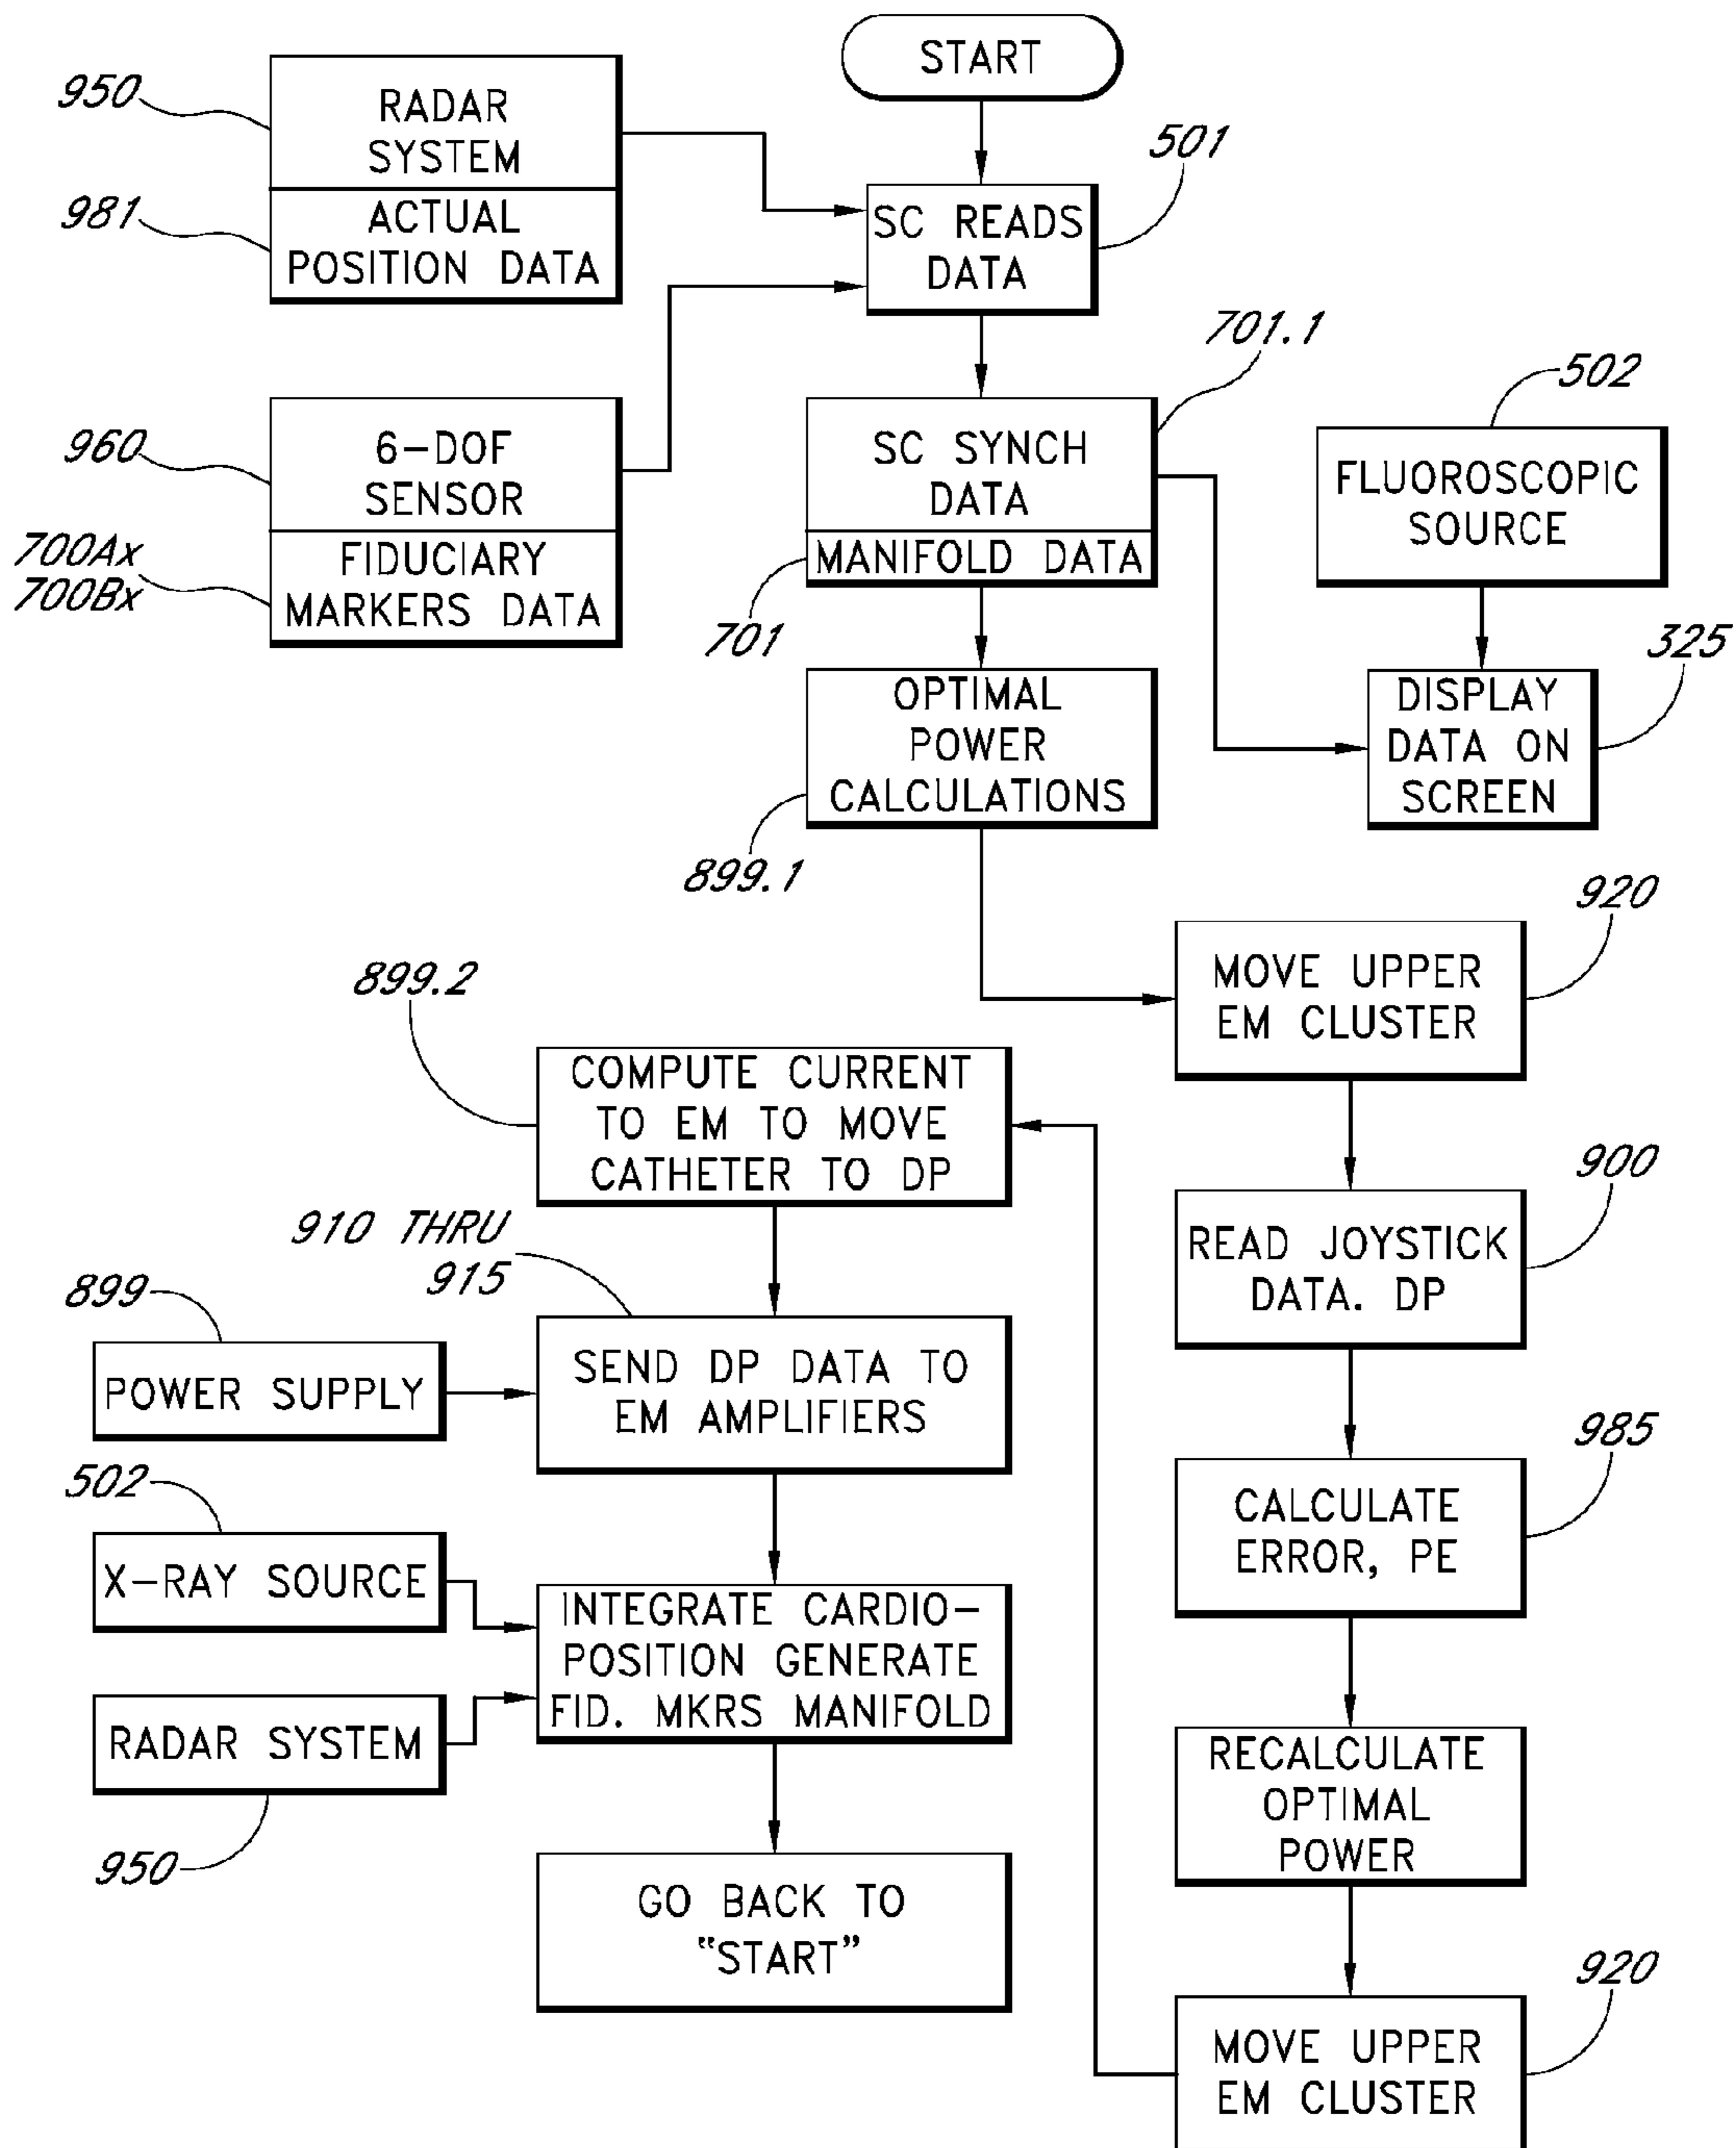 START
950
RADAR
SYSTEM
981
ACTUAL
POSITION DATA
501
SC READS
DATA
701.1
502
960
6-DOF
SENSOR
700Ax
700Bx
FIDUCIARY
MARKERS DATA
SC SYNCH
DATA
MANIFOLD DATA
701
FLUOROSCOPIC
SOURCE
325
OPTIMAL
POWER
CALCULATIONS
899.1
DISPLAY
DATA ON
SCREEN
920
MOVE UPPER
EM CLUSTER
899.2
COMPUTE CURRENT
TO EM TO MOVE
CATHETER TO DP
900
READ JOYSTICK
DATA. DP
910 THRU
915
899
POWER SUPPLY
SEND DP DATA TO
EM AMPLIFIERS
985
CALCULATE
ERROR, PE
502
X-RAY SOURCE
INTEGRATE CARDIO-
POSITION GENERATE
FID. MKRS MANIFOLD
RADAR SYSTEM
950
RECALCULATE
OPTIMAL
POWER
GO BACK TO
"START"
920
MOVE UPPER
EM CLUSTER